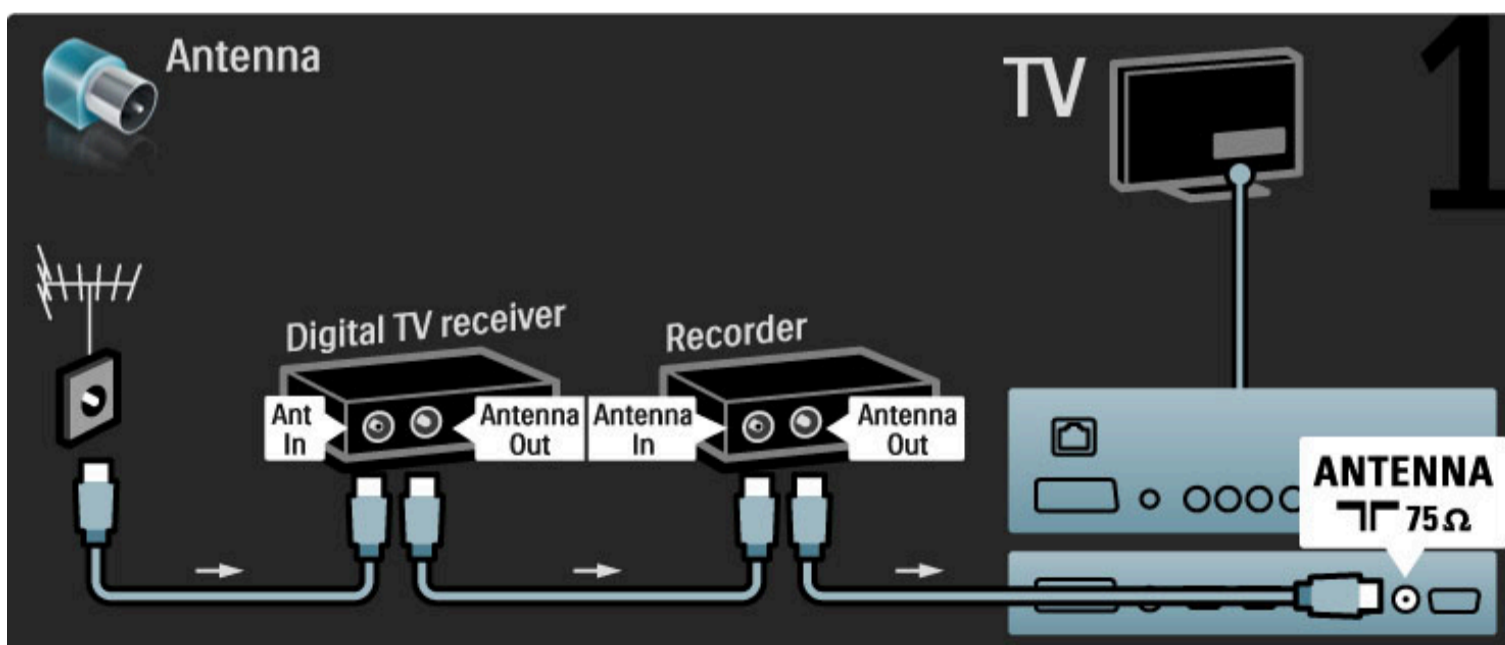 Antenna
TV
1
Digital TV receiver
Recorder
Ant
In
Antenna
Out
Antenna
In
Antenna
Out
ANTENNA
75Ω